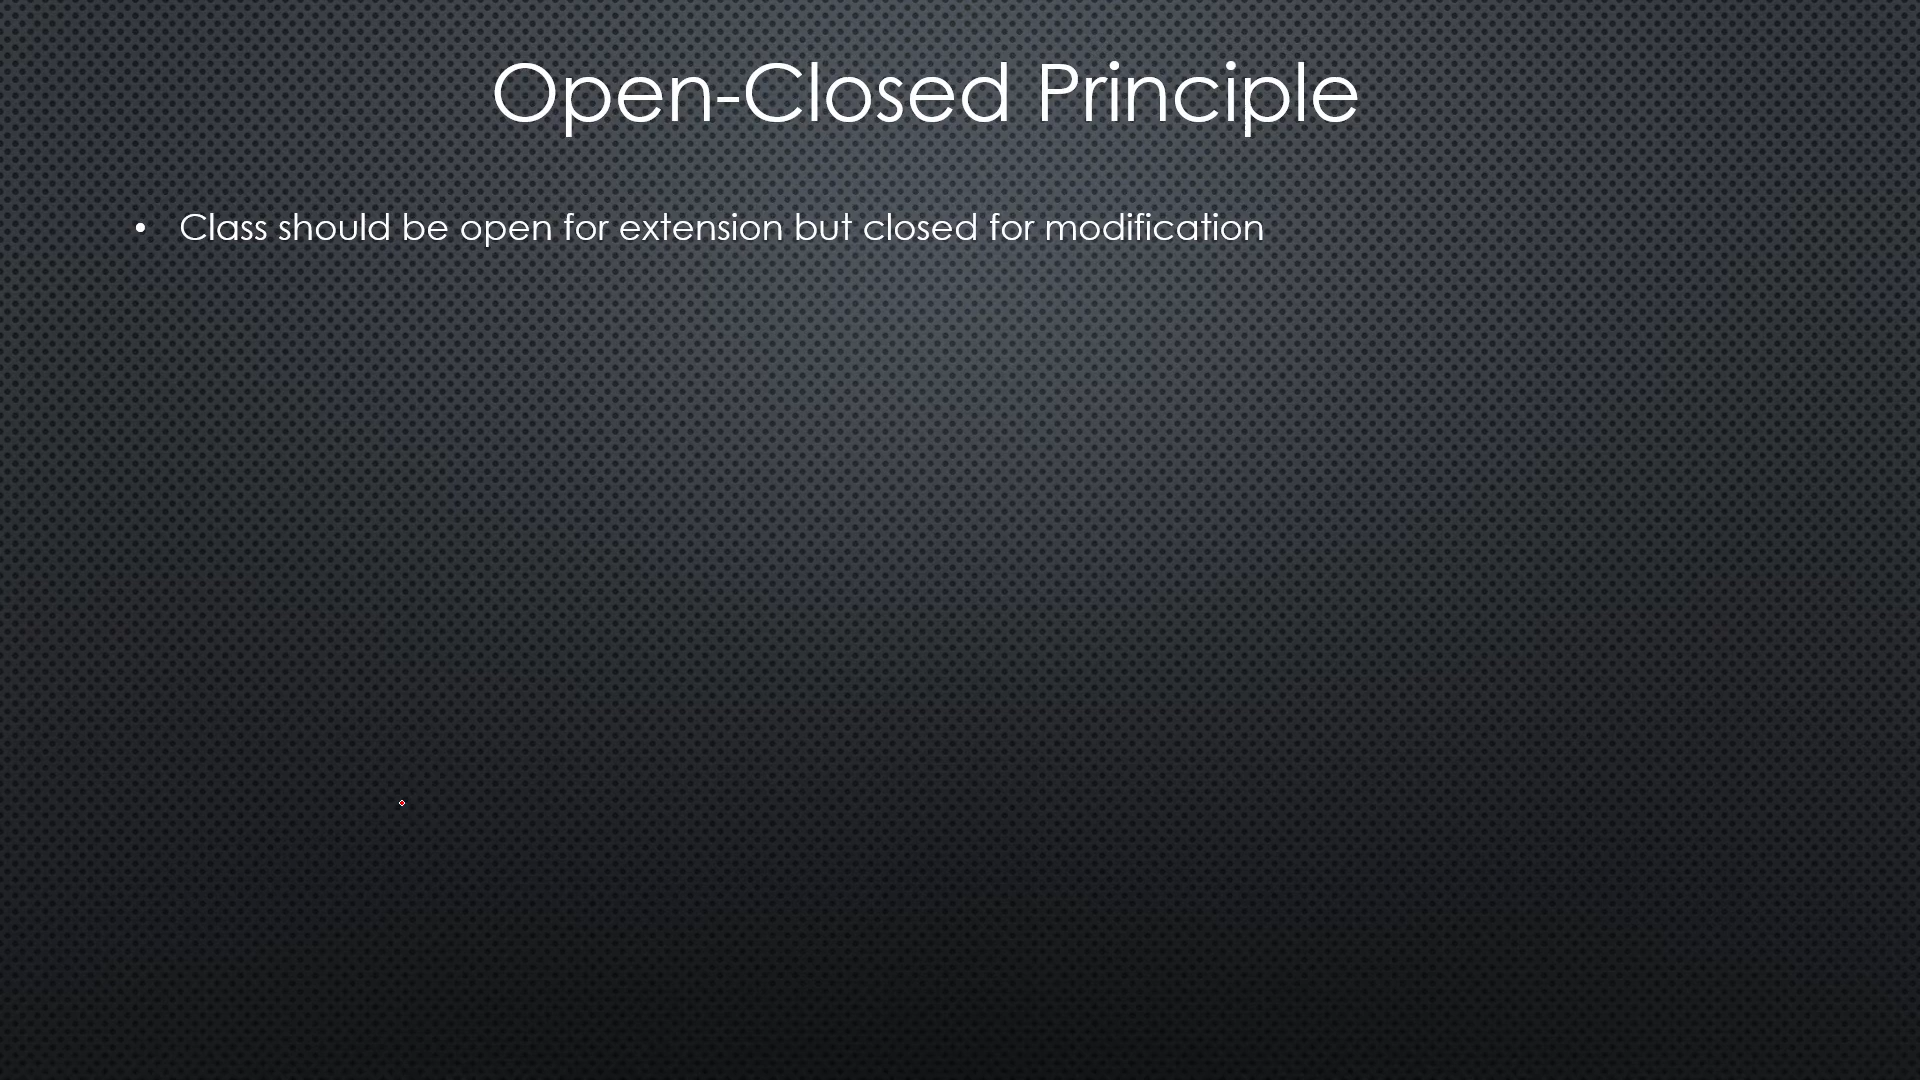 Open-Closed Principle
• Class should be open for extension but closed for modification